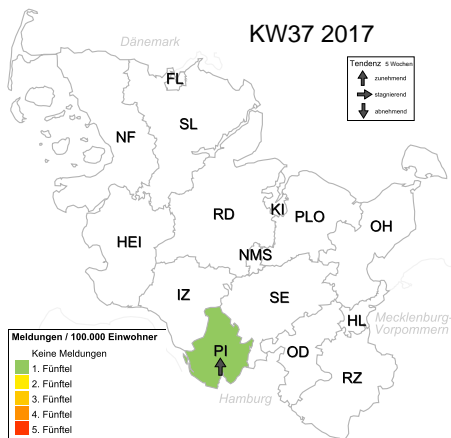 KW37 2017
Dänemark
Tendenz 5 Wochen
zunehmend
stagnierend
abnehmend
FL
SL
NF
RD
KI
PLO
OH
HEI
NMS
IZ
SE
HL
Mecklenburg-
Vorpommern
PI
OD
RZ
Hamburg
Meldungen / 100.000 Einwohner
Keine Meldungen
1. Fünftel
2. Fünftel
3. Fünftel
4. Fünftel
5. Fünftel